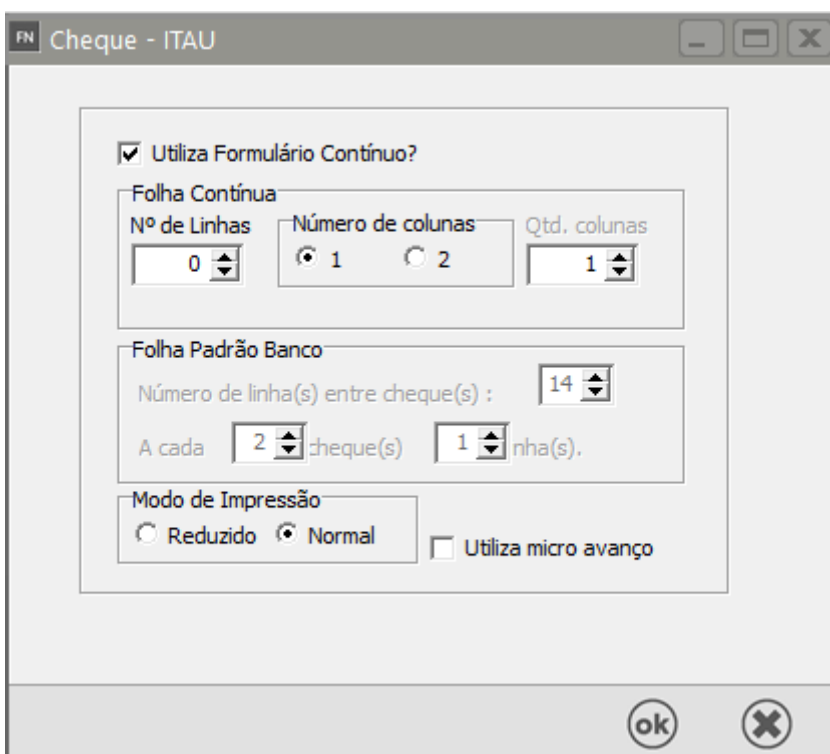 FN Cheque - ITAU
Utiliza Formulário Contínuo?
Folha Contínua
Nº de Linhas Número de colunas Qtd. colunas
0 1 2 1
Folha Padrão Banco
Número de linha(s) entre cheque(s) : 14
A cada 2 cheque(s) 1 nha(s).
Modo de Impressão
Reduzido Normal
Utiliza micro avanço
ok